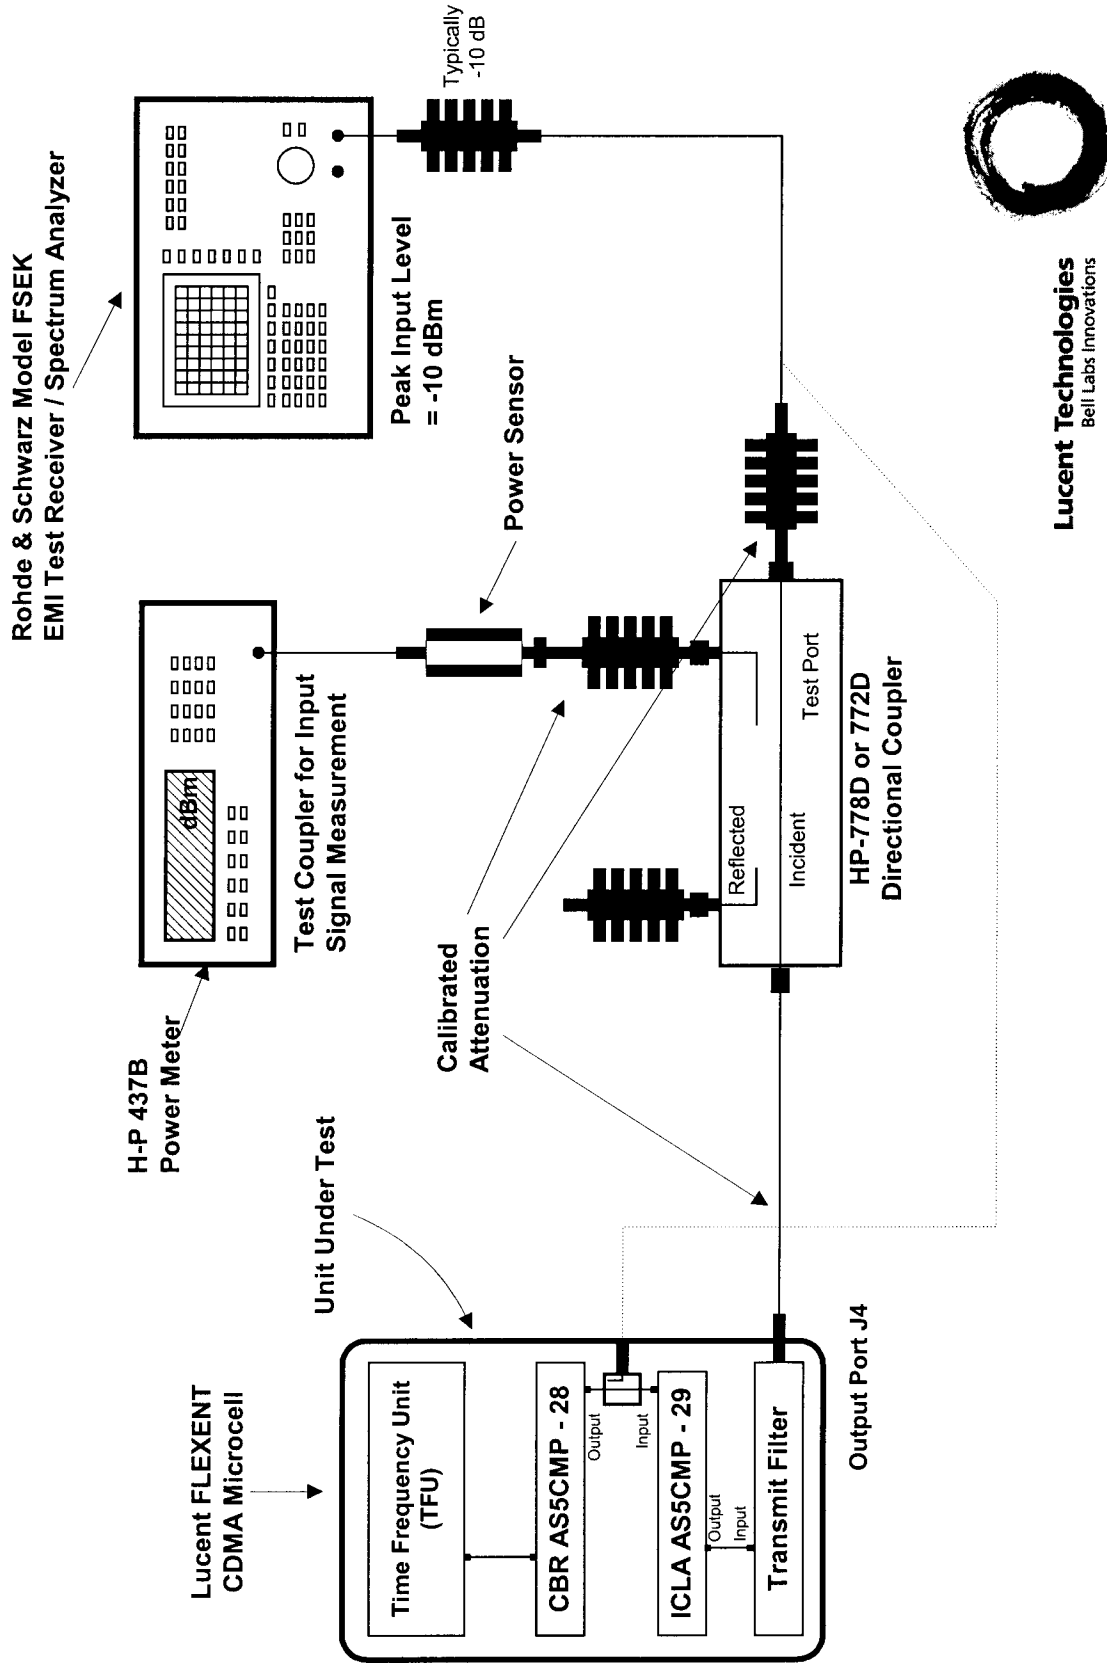 Rohde & Schwarz Model FSEK
EMI Test Receiver / Spectrum Analyzer
H-P 437B
Power Meter
dBm
Test Coupler for Input
Signal Measurement
Peak Input Level
= -10 dBm
Typically
-10 dB
Power Sensor
Calibrated
Attenuation
Unit Under Test
Lucent FLEXENT
CDMA Microcell
Time Frequency Unit
(TFU)
CBR AS5CMP - 28
Output
Input
ICLA AS5CMP - 29
Output
Input
Transmit Filter
Output Port J4
Reflected
Incident
Test Port
HP-778D or 772D
Directional Coupler
Lucent Technologies
Bell Labs Innovations